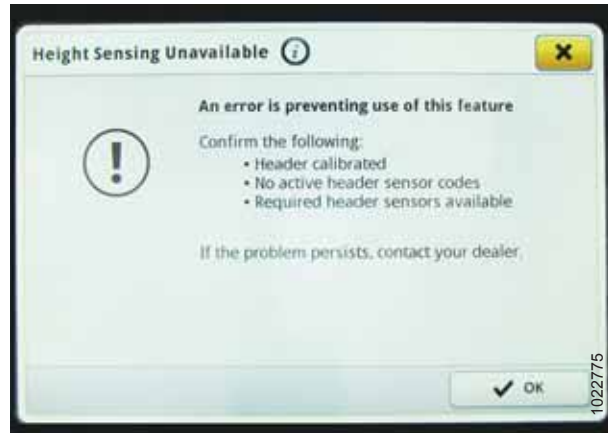 Height Sensing Unavailable i
An error is preventing use of this feature
!
Confirm the following:
• Header calibrated
• No active header sensor codes
• Required header sensors available
If the problem persists, contact your dealer.
OK
1022775